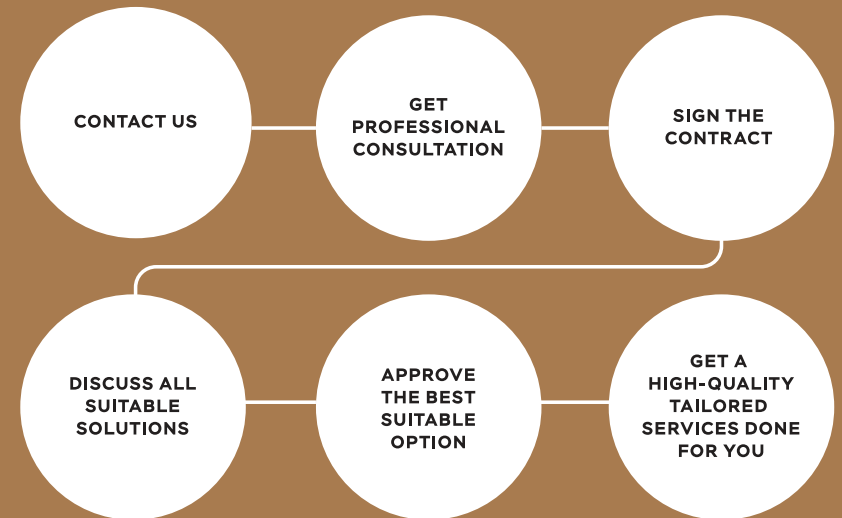 CONTACT US
GET
PROFESSIONAL
CONSULTATION
SIGN THE
CONTRACT
DISCUSS ALL
SUITABLE
SOLUTIONS
APPROVE
THE BEST
SUITABLE
OPTION
GET A
HIGH-QUALITY
TAILORED
SERVICES DONE
FOR YOU